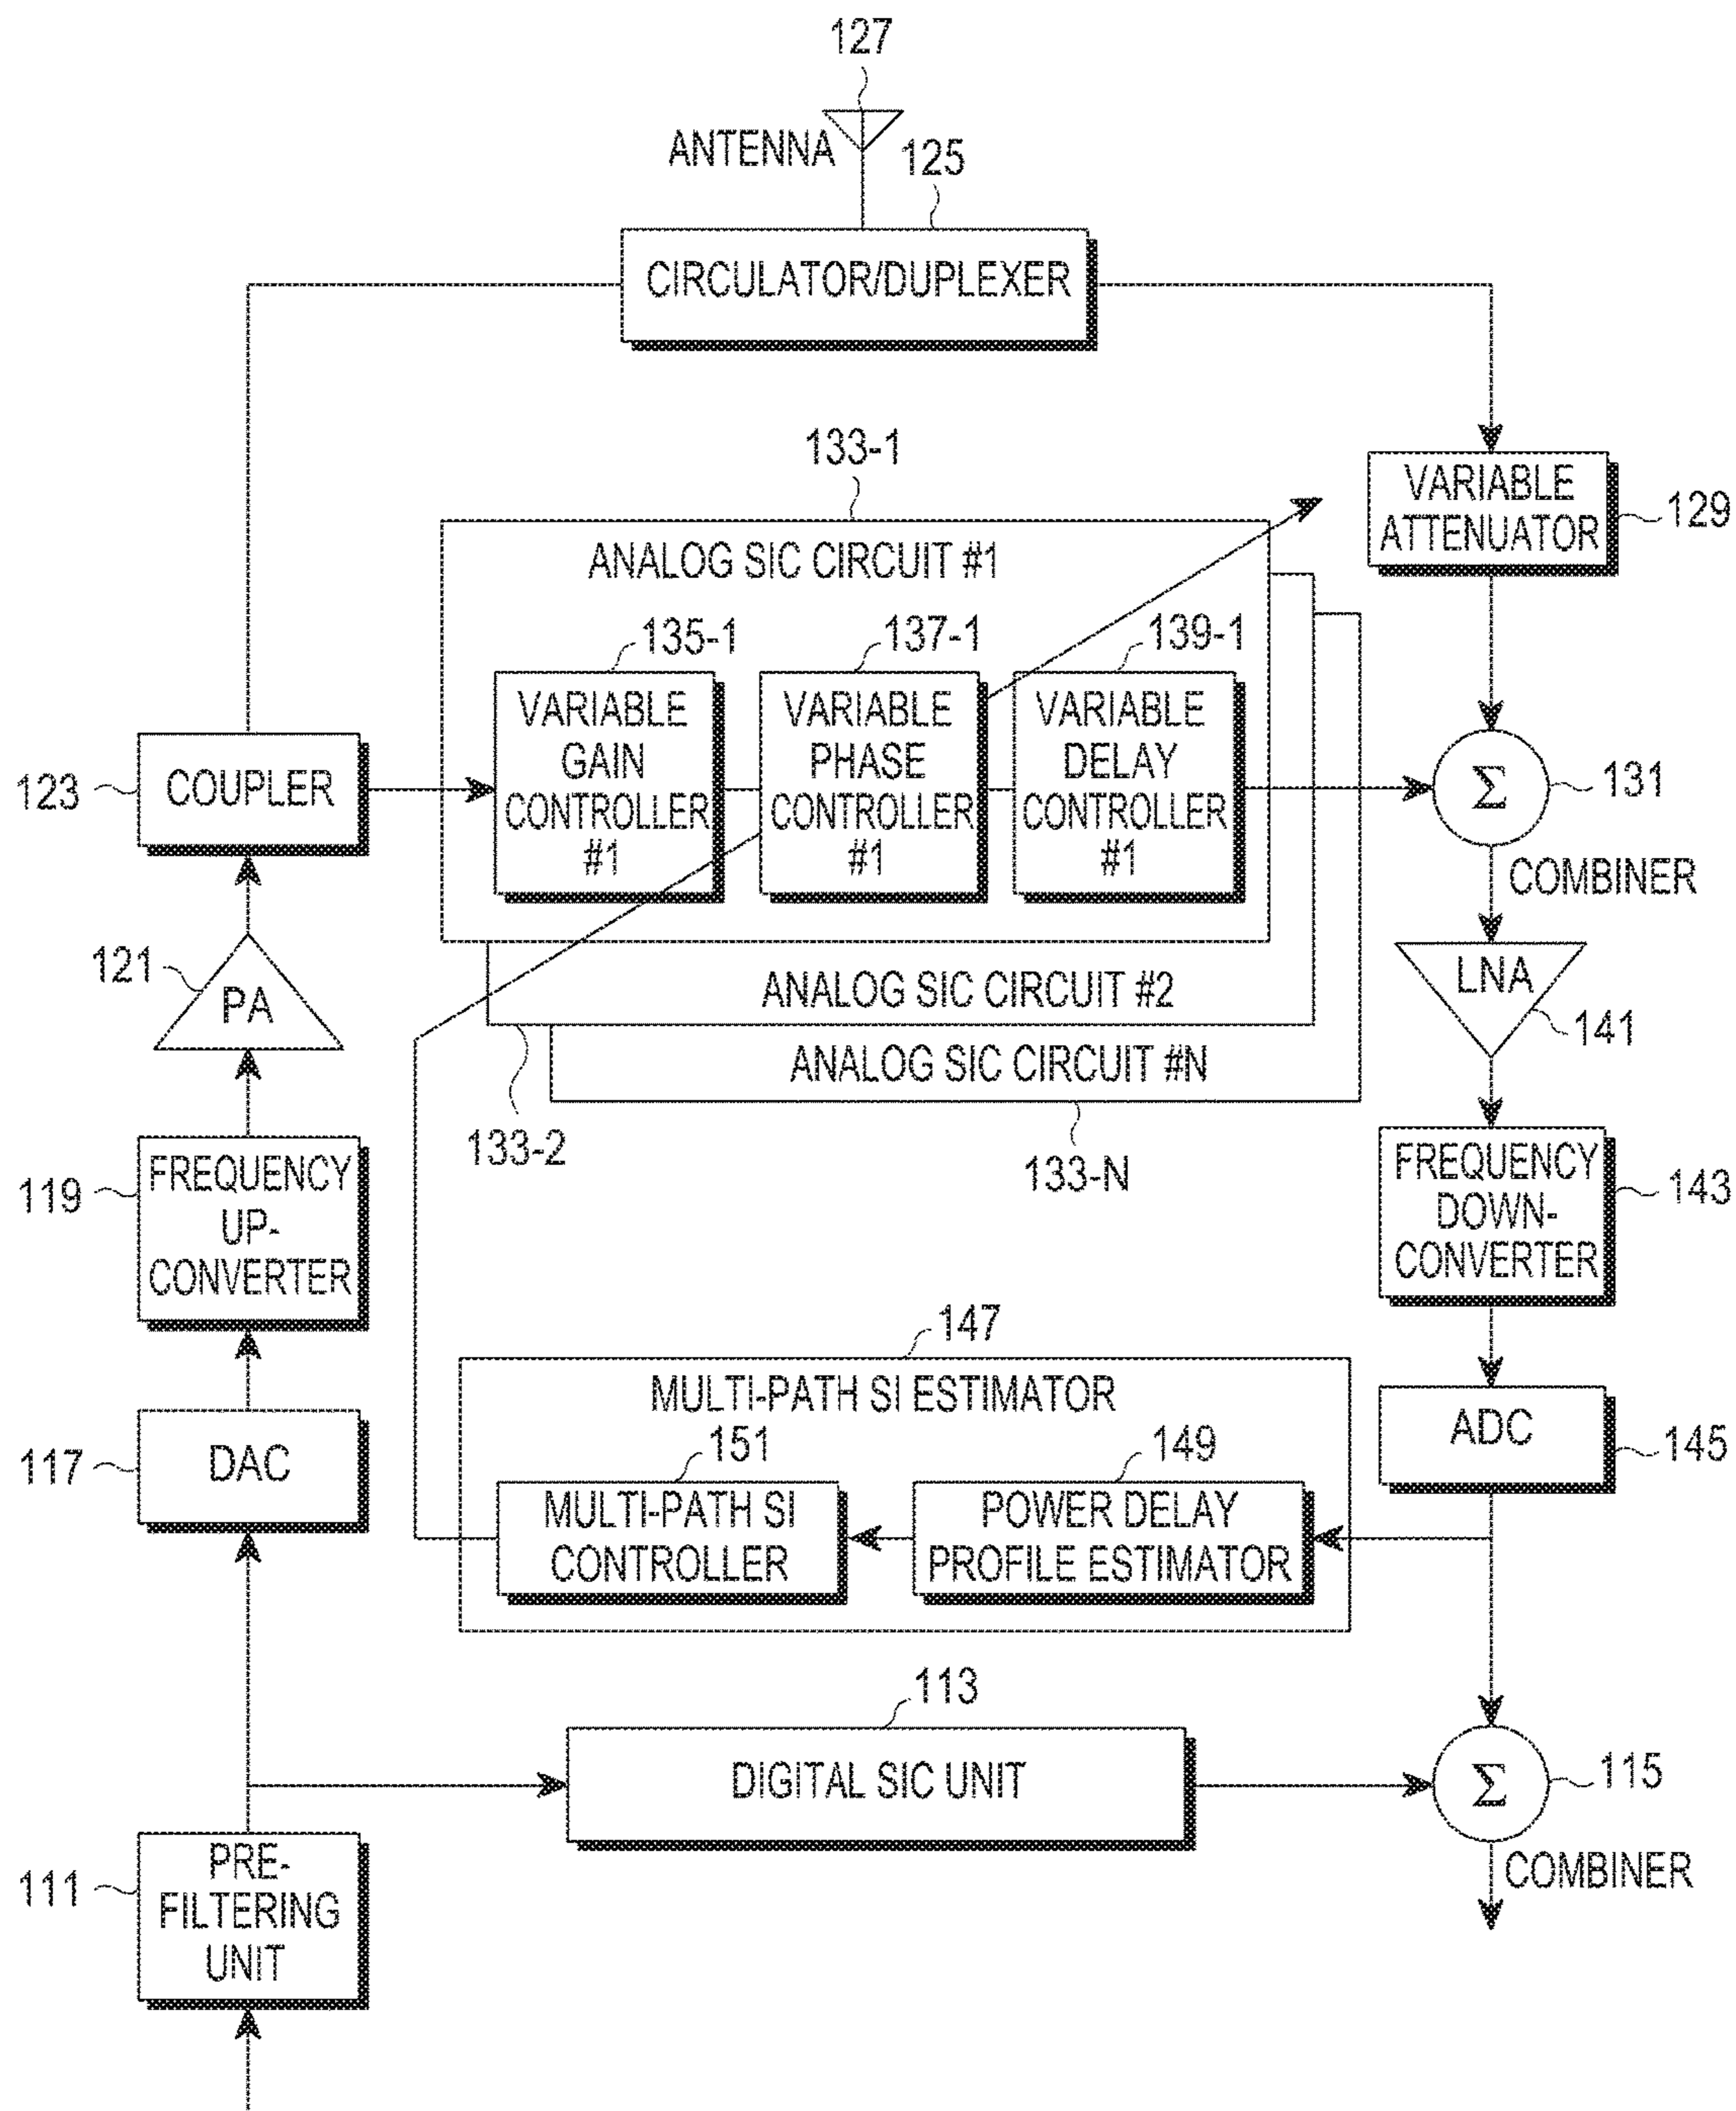 127
ANTENNA
125
CIRCULATOR/DUPLEXER
133-1
VARIABLE
ATTENUATOR
129
ANALOG SIC CIRCUIT #1
135-1
137-1
139-1
VARIABLE
GAIN
CONTROLLER
#1
VARIABLE
PHASE
CONTROLLER
#1
VARIABLE
DELAY
CONTROLLER
#1
123
COUPLER
Σ
131
COMBINER
121
PA
ANALOG SIC CIRCUIT #2
LNA
141
ANALOG SIC CIRCUIT #N
133-2
133-N
119
FREQUENCY
UP-
CONVERTER
FREQUENCY
DOWN-
CONVERTER
143
147
MULTI-PATH SI ESTIMATOR
151
149
117
DAC
ADC
145
MULTI-PATH SI
CONTROLLER
POWER DELAY
PROFILE ESTIMATOR
113
DIGITAL SIC UNIT
Σ
115
COMBINER
111
PRE-
FILTERING
UNIT